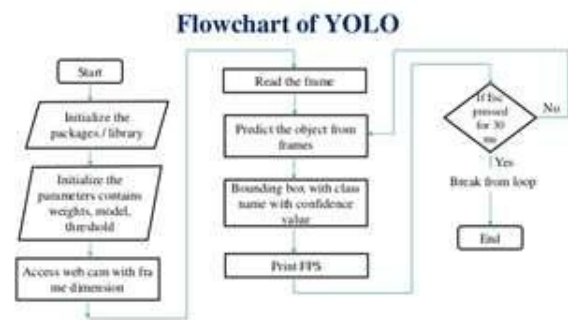 Flowchart of YOLO
Start
Initialize the
packages / library
Initialize the
parameters contains
weights, model,
threshold
Access web cam with fra
me dimension
Read the frame
Predict the object from
frames
Bounding box with class
name with confidence
value
Print FPS
If Esc
pressed
for 30
ms
No
Yes
Break from loop
End